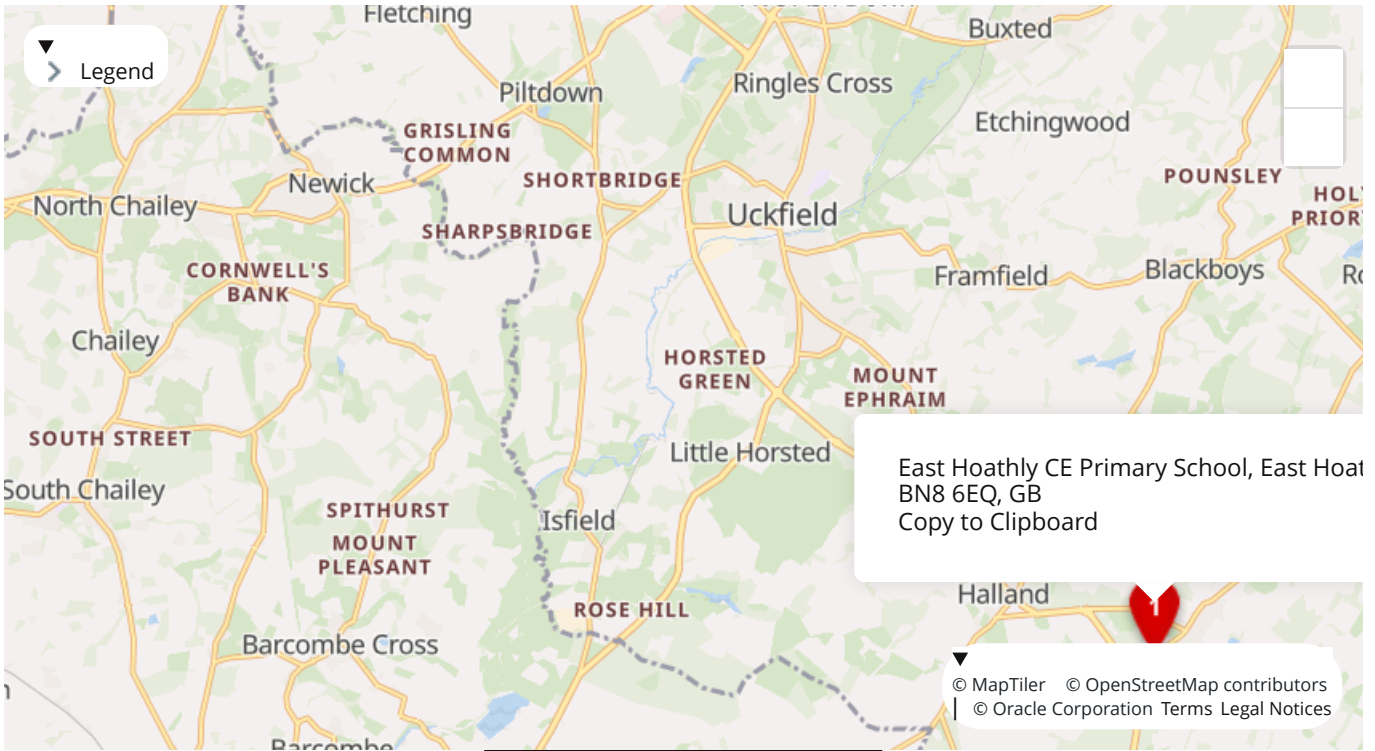 Fletching
Buxted
Legend
Piltdown
Ringles Cross
Etchingwood
GRISLING
COMMON
Newick
SHORTBRIDGE
POUNSLEY
North Chailey
Uckfield
SHARPSBRIDGE
CORNWELL'S
BANK
Framfield
Blackboys
Chailey
HORSTED
GREEN
MOUNT
EPHRAIM
SOUTH STREET
Little Horsted
East Hoathly CE Primary School, East Hoat
BN8 6EQ, GB
Copy to Clipboard
South Chailey
SPITHURST
Isfield
MOUNT
PLEASANT
Halland
1
ROSE HILL
Barcombe Cross
© MapTiler © OpenStreetMap contributors
| © Oracle Corporation Terms Legal Notices
Barcombe